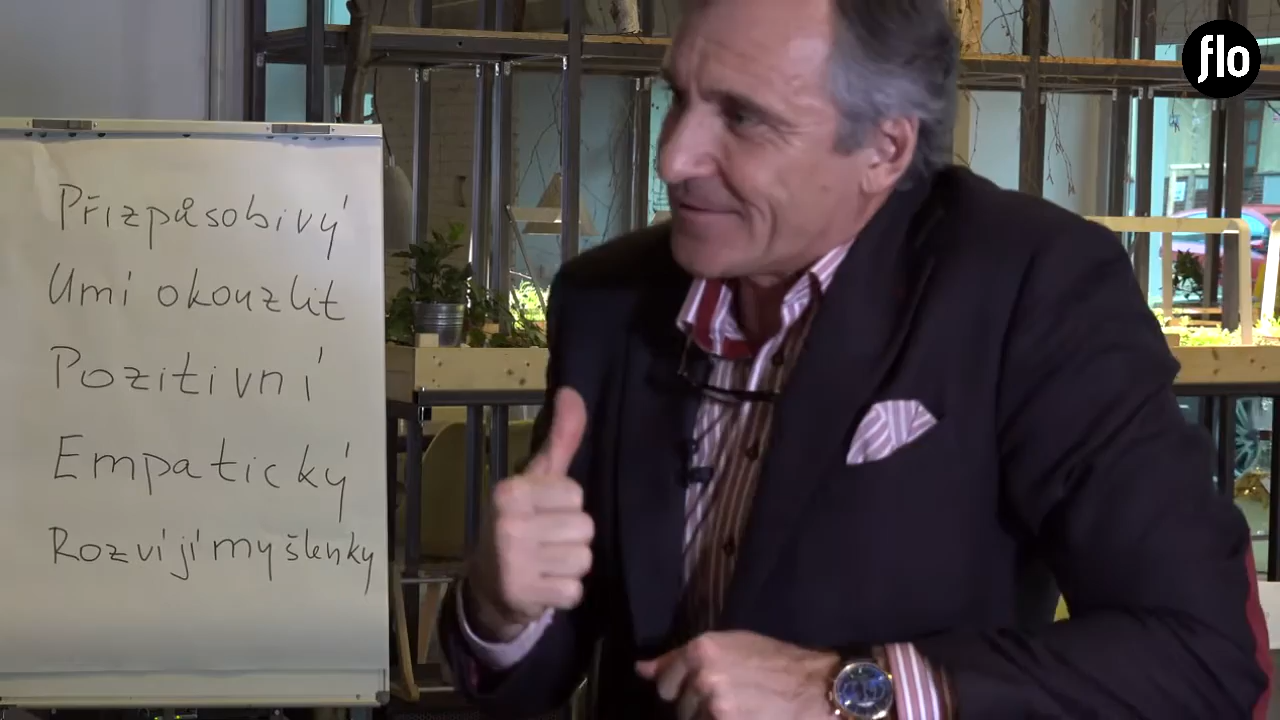 flo
Přizpůsobivý
Umí okouzlit
Pozitivní
Empatický
Rozvíjí myšlenky